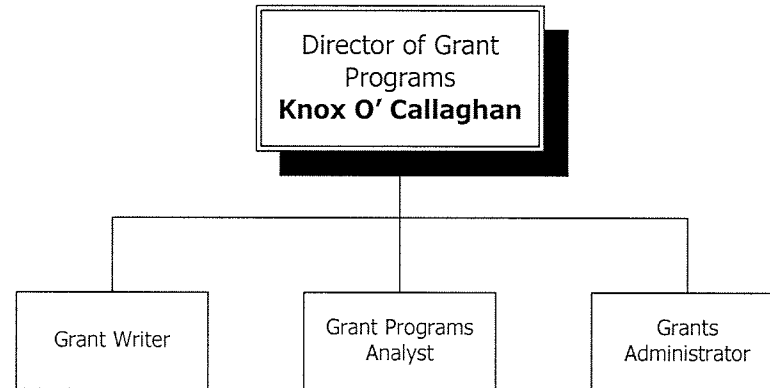 Director of Grant
Programs
Knox O’ Callaghan
Grant Writer
Grant Programs
Analyst
Grants
Administrator